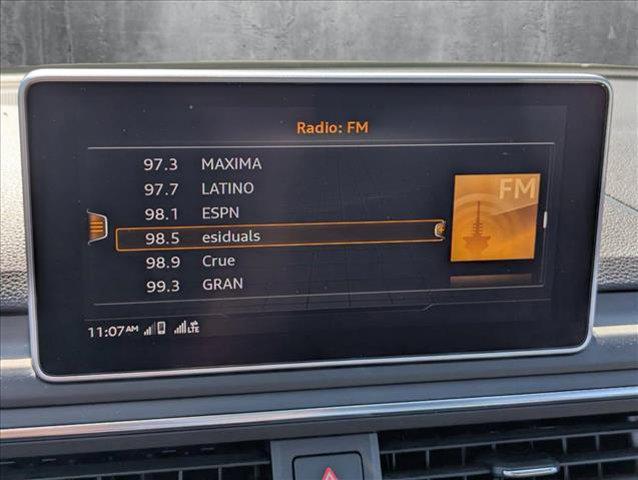 Radio: FM
97.3 MAXIMA
97.7 LATINO
98.1 ESPN
98.5 esiduals
98.9 Crue
99.3 GRAN
FM
11:07AM LTE